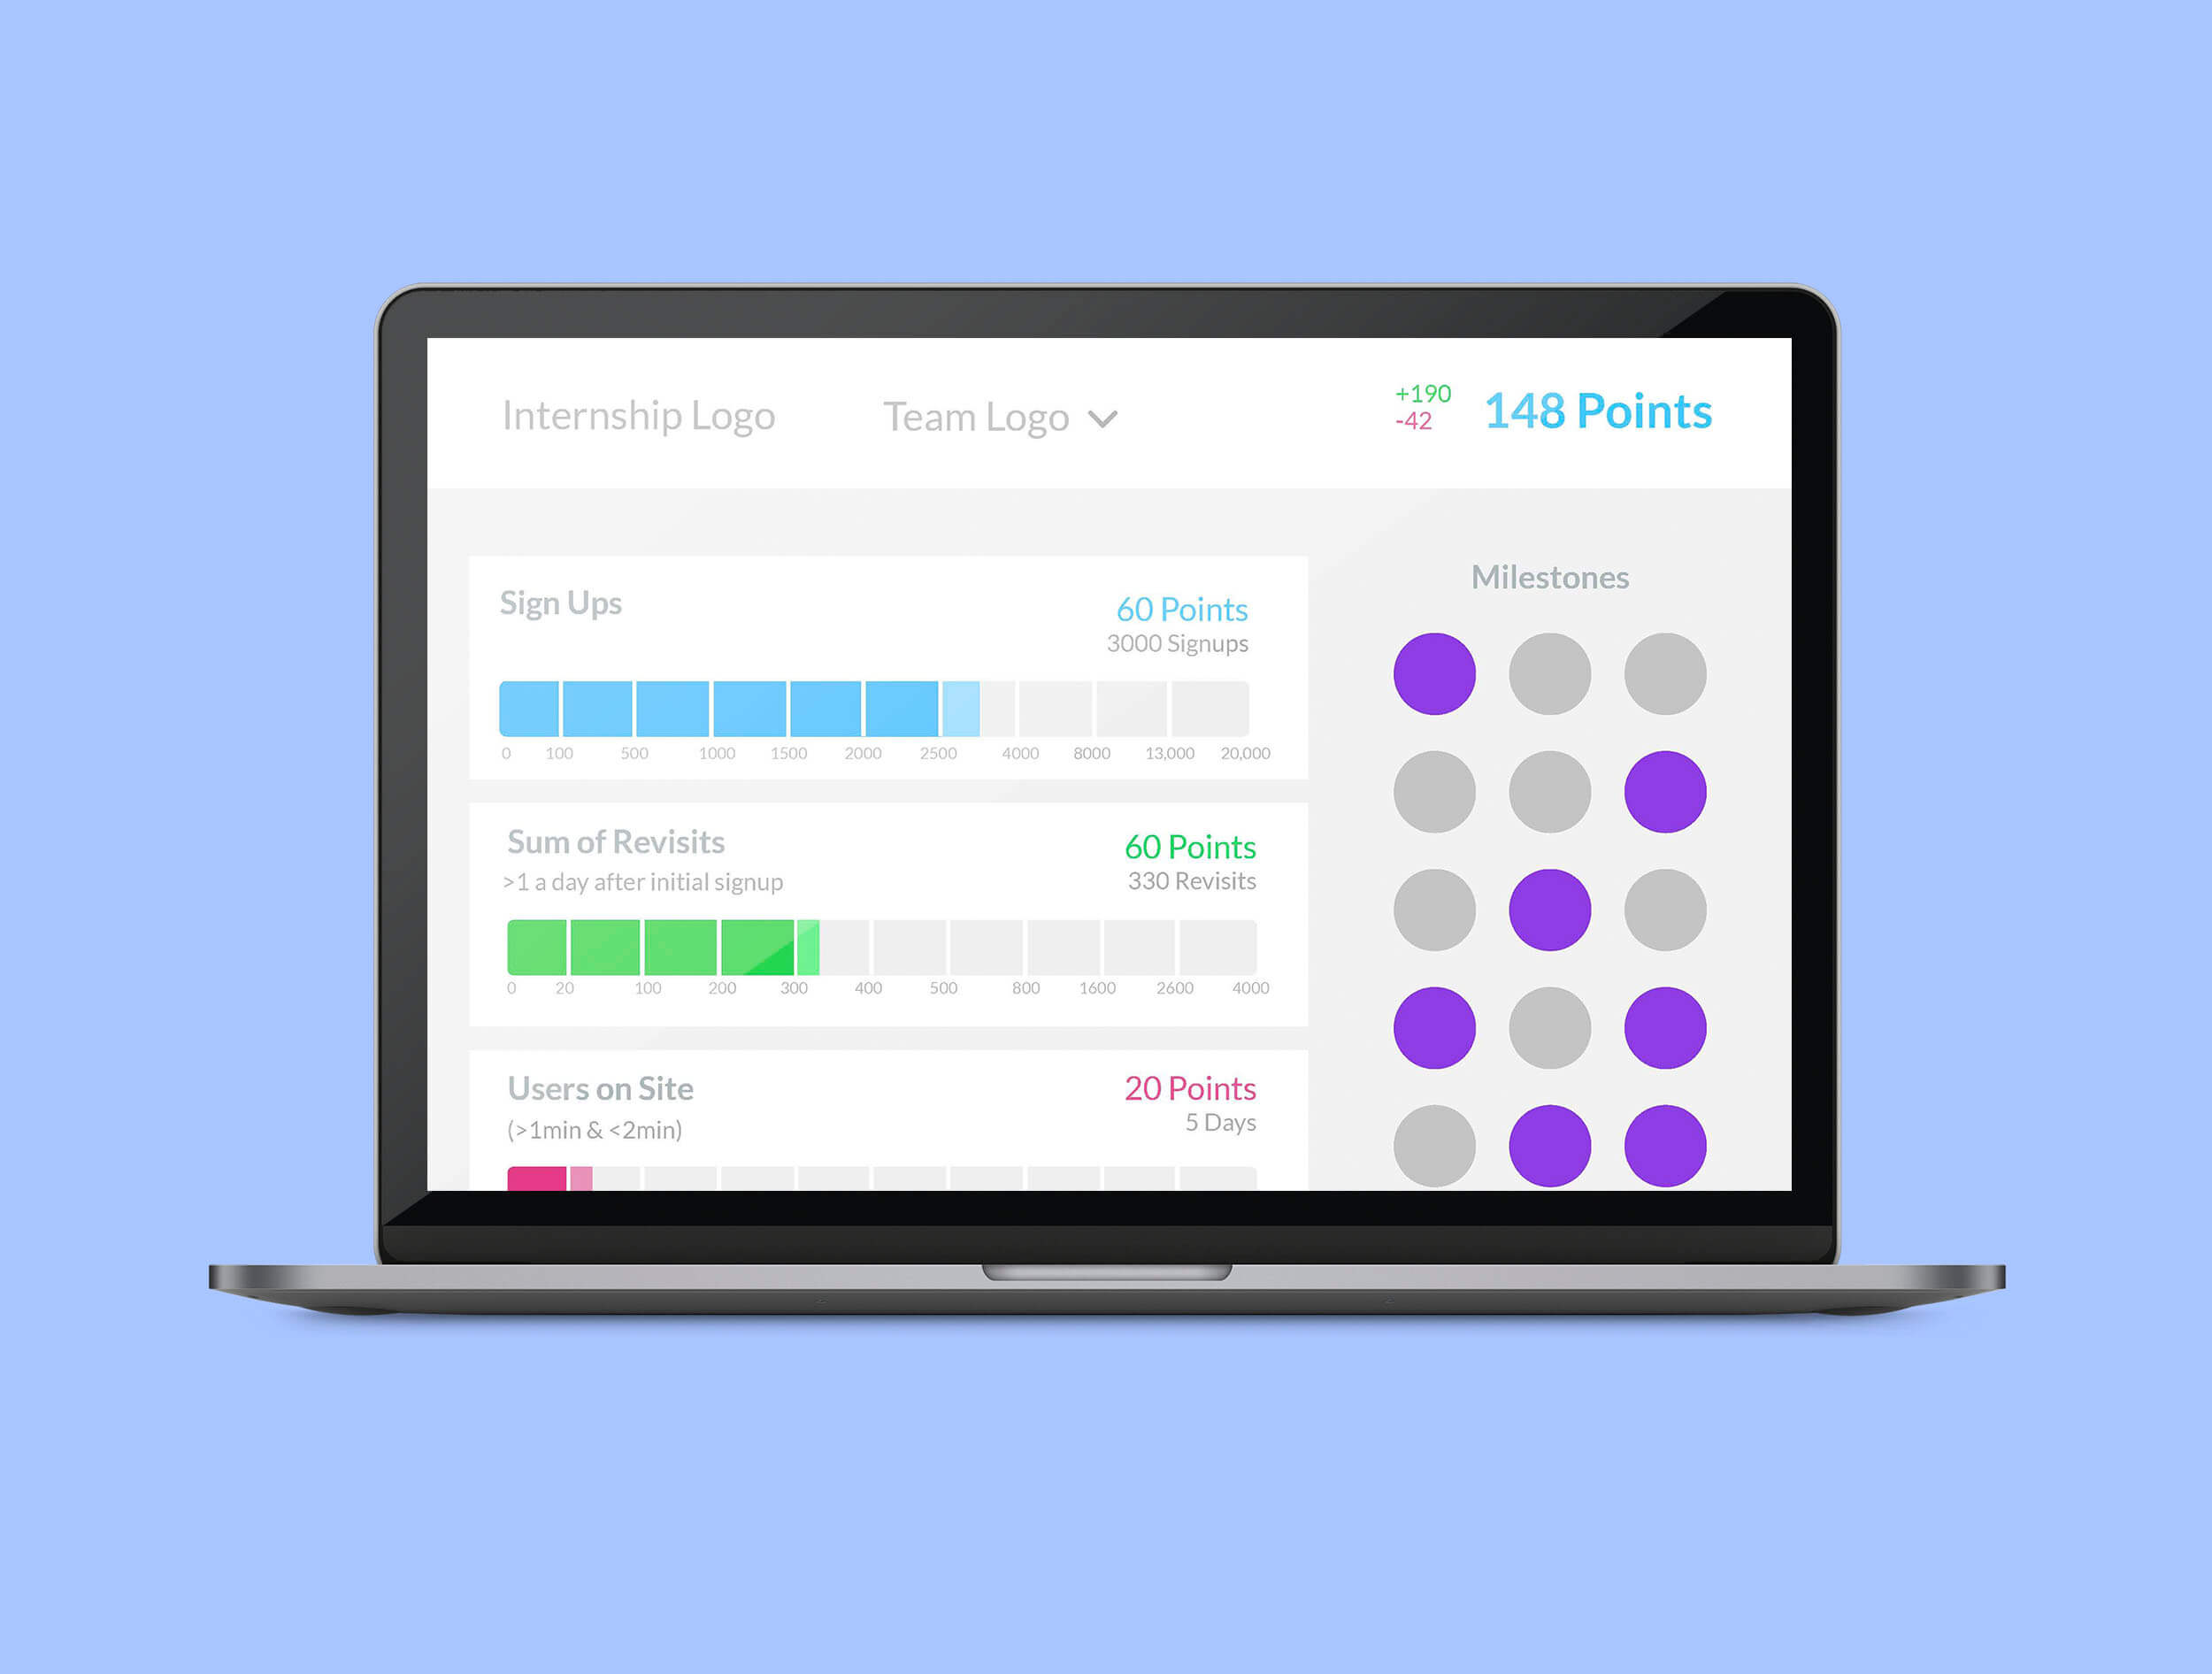 Internship Logo
Team Logo
+190
-42
148 Points
Sign Ups
60 Points
3000 Signups
0 100 500 1000 1500 2000 2500 4000 8000 13,000 20,000
Sum of Revisits
>1 a day after initial signup
60 Points
330 Revisits
0 20 100 200 300 400 500 800 1600 2600 4000
Users on Site
(>1min & <2min)
20 Points
5 Days
Milestones